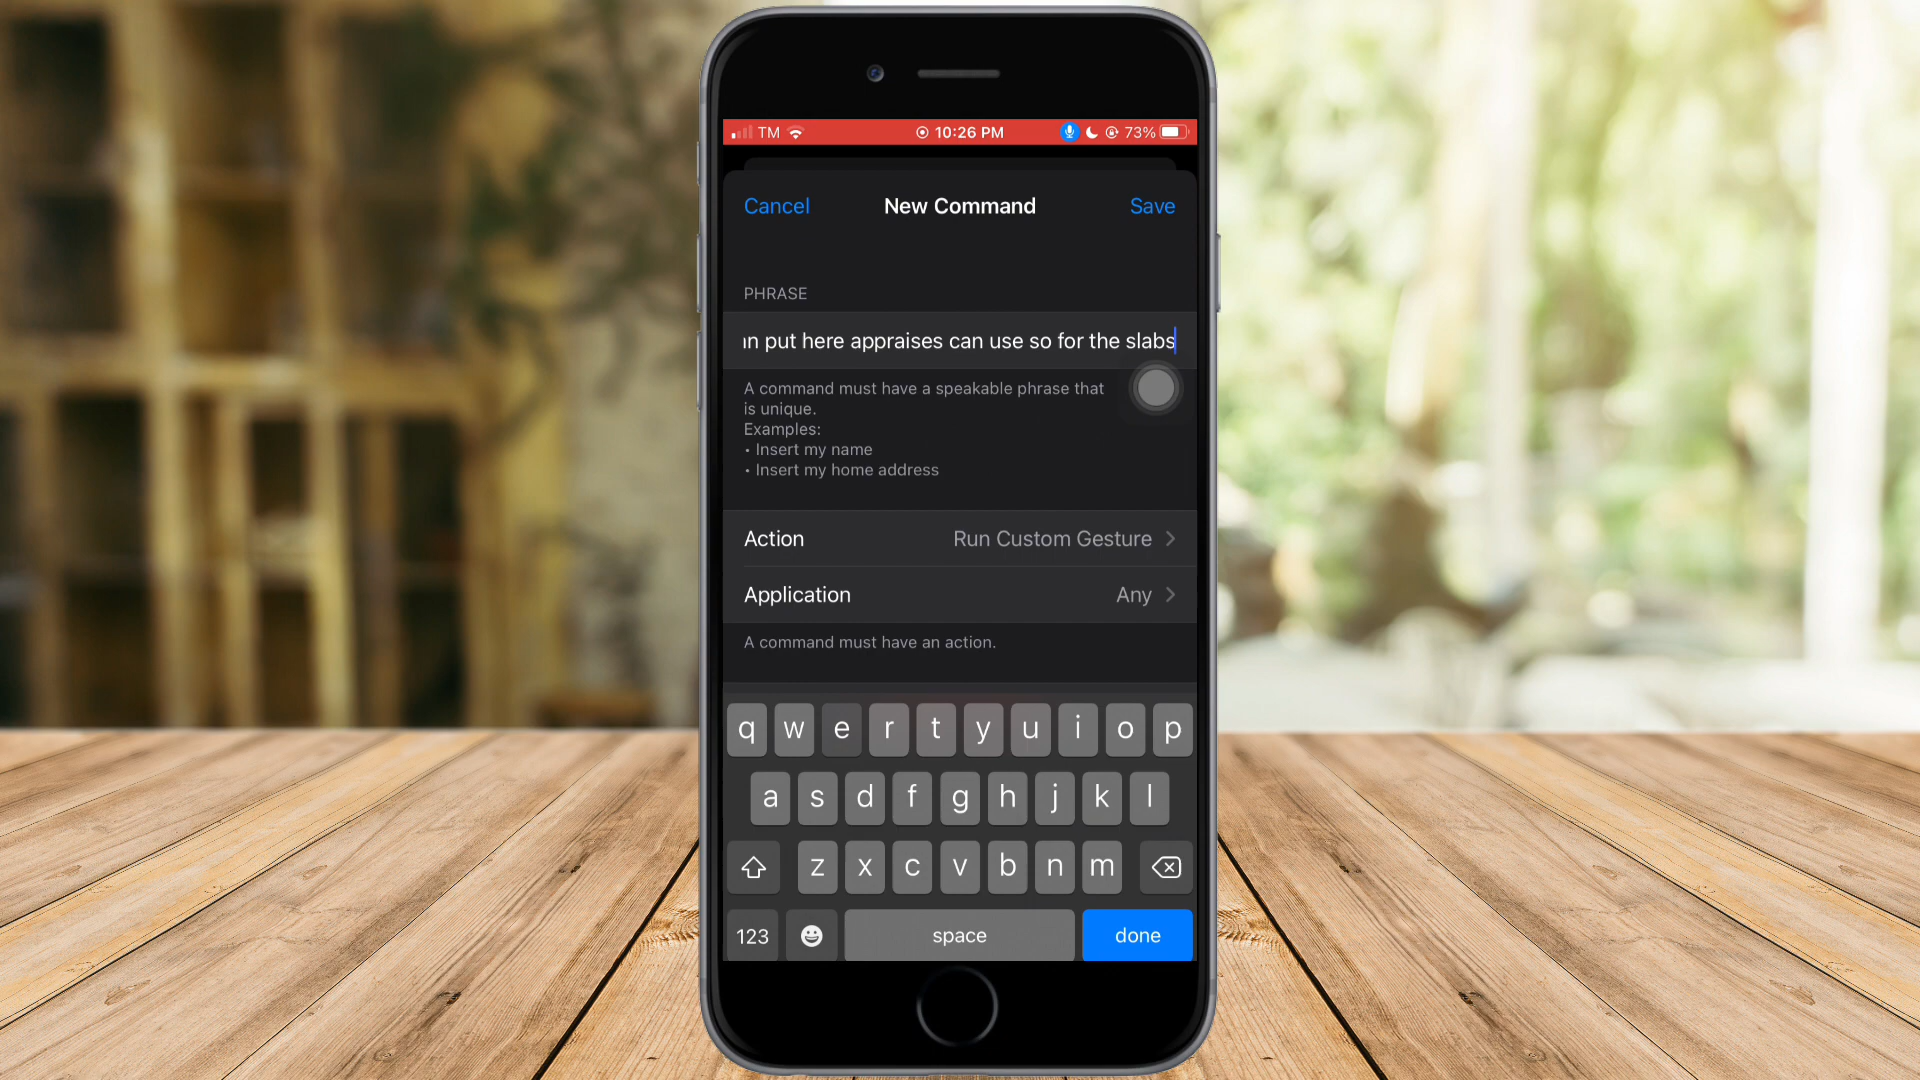 TM 10:26 PM 73%
Cancel New Command Save
PHRASE
put here appraises can use so for the slabs
A command must have a speakable phrase that
is unique.
Examples:
• Insert my name
• Insert my home address
Action Run Custom Gesture
Application Any
A command must have an action.
q w e r t y u i o p
a s d f g h j k l
z x c v b n m
123 space done